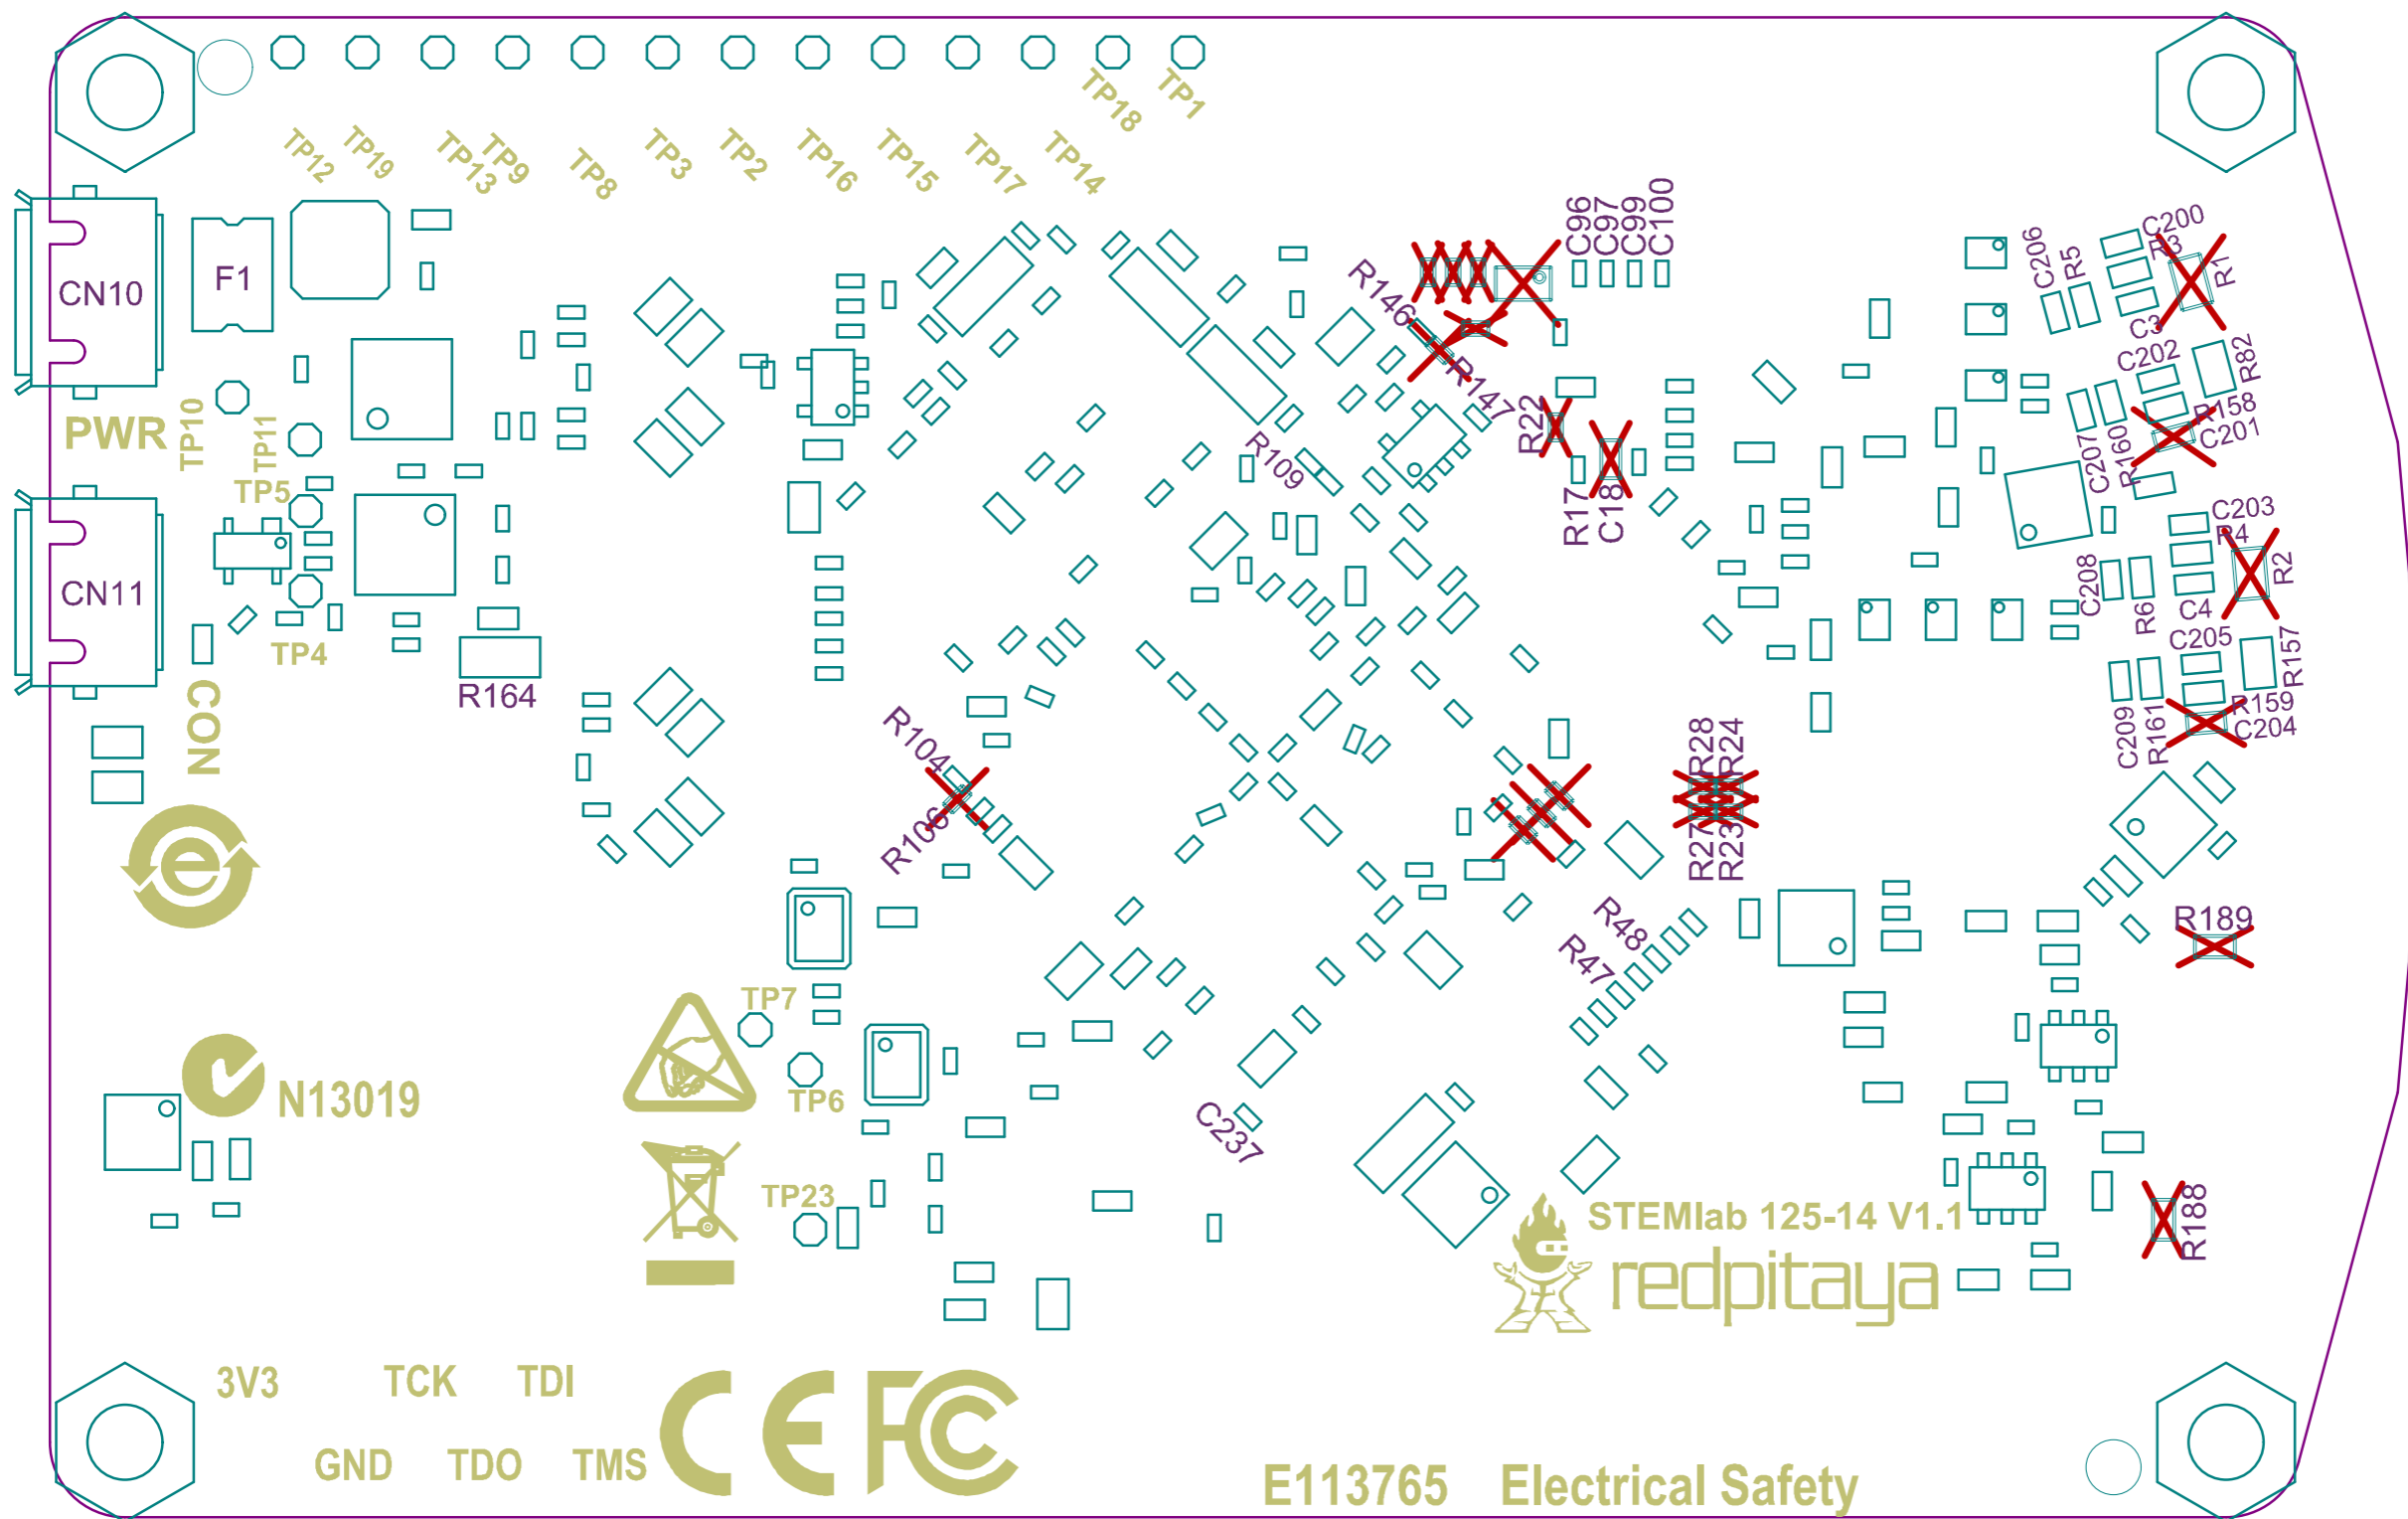 TP12
TP19
TP13
TP9
TP8
TP3
TP2
TP16
TP15
TP17
TP14
TP18
TP1
C96
C97
C99
C100
C206
R5
C200
R3
R1
CN10
F1
R146
C3
C202
R82
R147
R22
R158
C201
PWR
TP10
TP11
TP5
R109
R17
C18
C207
R160
C203
R4
R2
CN11
C208
R6
C4
C205
R157
TP4
R164
CON
R104
R106
R28
R24
R27
R23
C209
R161
R159
C204
e
R48
R47
R189
TP7
TP6
N13019
C237
TP23
STEMlab 125-14 V1.1
redpitaya
R188
3V3
TCK
TDI
GND
TDO
TMS
CE
FC
E113765 Electrical Safety